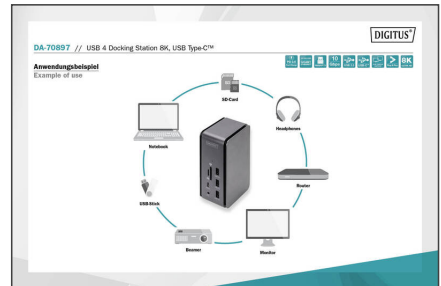 DIGITUS®
DA-70897 // USB 4 Docking Station 8K, USB Type-C™
Anwendungsbeispiel
Example of use
10
8K
SD-Card
Headphones
Notebook
Router
USB-Stick
Beamer
Monitor